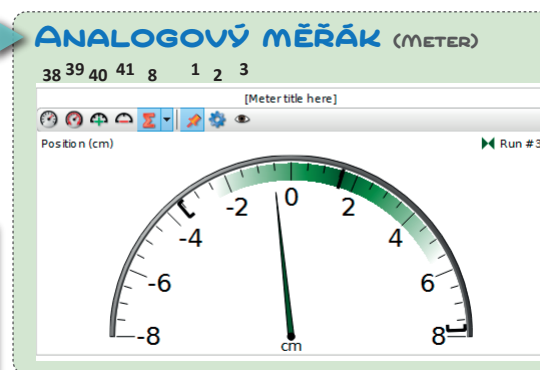 Analogový měřák (Meter)
38 39 40 41 8 1 2 3
[Meter title here]
Σ
Position (cm) Run #3
-8 -6 -4 -2 0 2 4 6 8
cm